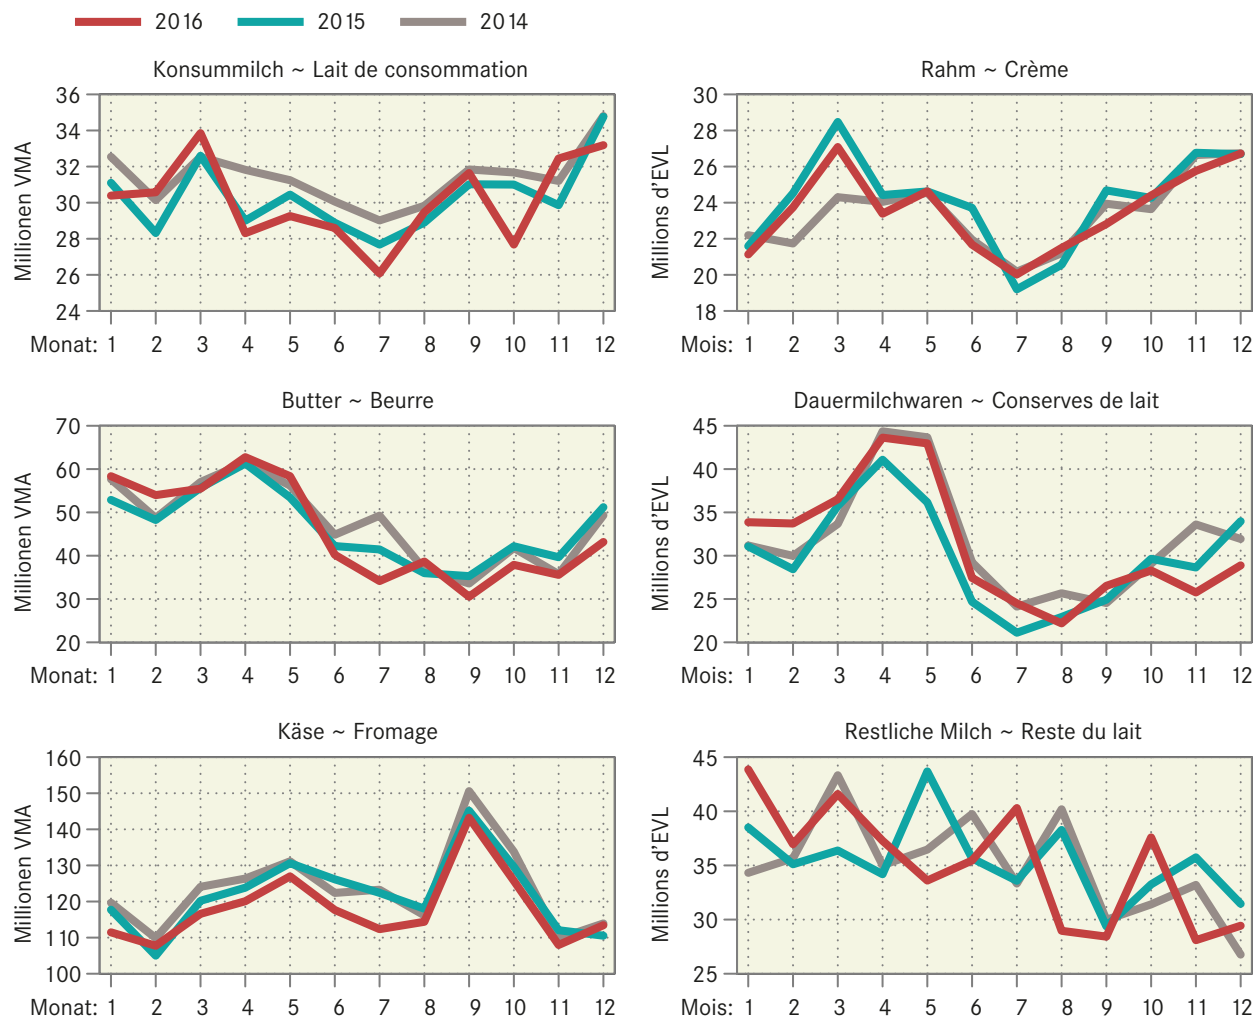 2016 2015 2014
Konsummilch ~ Lait de consommation
Millionen VMA
36
34
32
30
28
26
24
Monat: 1 2 3 4 5 6 7 8 9 10 11 12
Rahm ~ Crème
Millions d'EVL
30
28
26
24
22
20
18
Mois: 1 2 3 4 5 6 7 8 9 10 11 12
Butter ~ Beurre
Millionen VMA
70
60
50
40
30
20
Monat: 1 2 3 4 5 6 7 8 9 10 11 12
Dauermilchwaren ~ Conserves de lait
Millions d'EVL
45
40
35
30
25
20
Mois: 1 2 3 4 5 6 7 8 9 10 11 12
Käse ~ Fromage
Millionen VMA
160
150
140
130
120
110
100
Monat: 1 2 3 4 5 6 7 8 9 10 11 12
Restliche Milch ~ Reste du lait
Millions d'EVL
45
40
35
30
25
Mois: 1 2 3 4 5 6 7 8 9 10 11 12